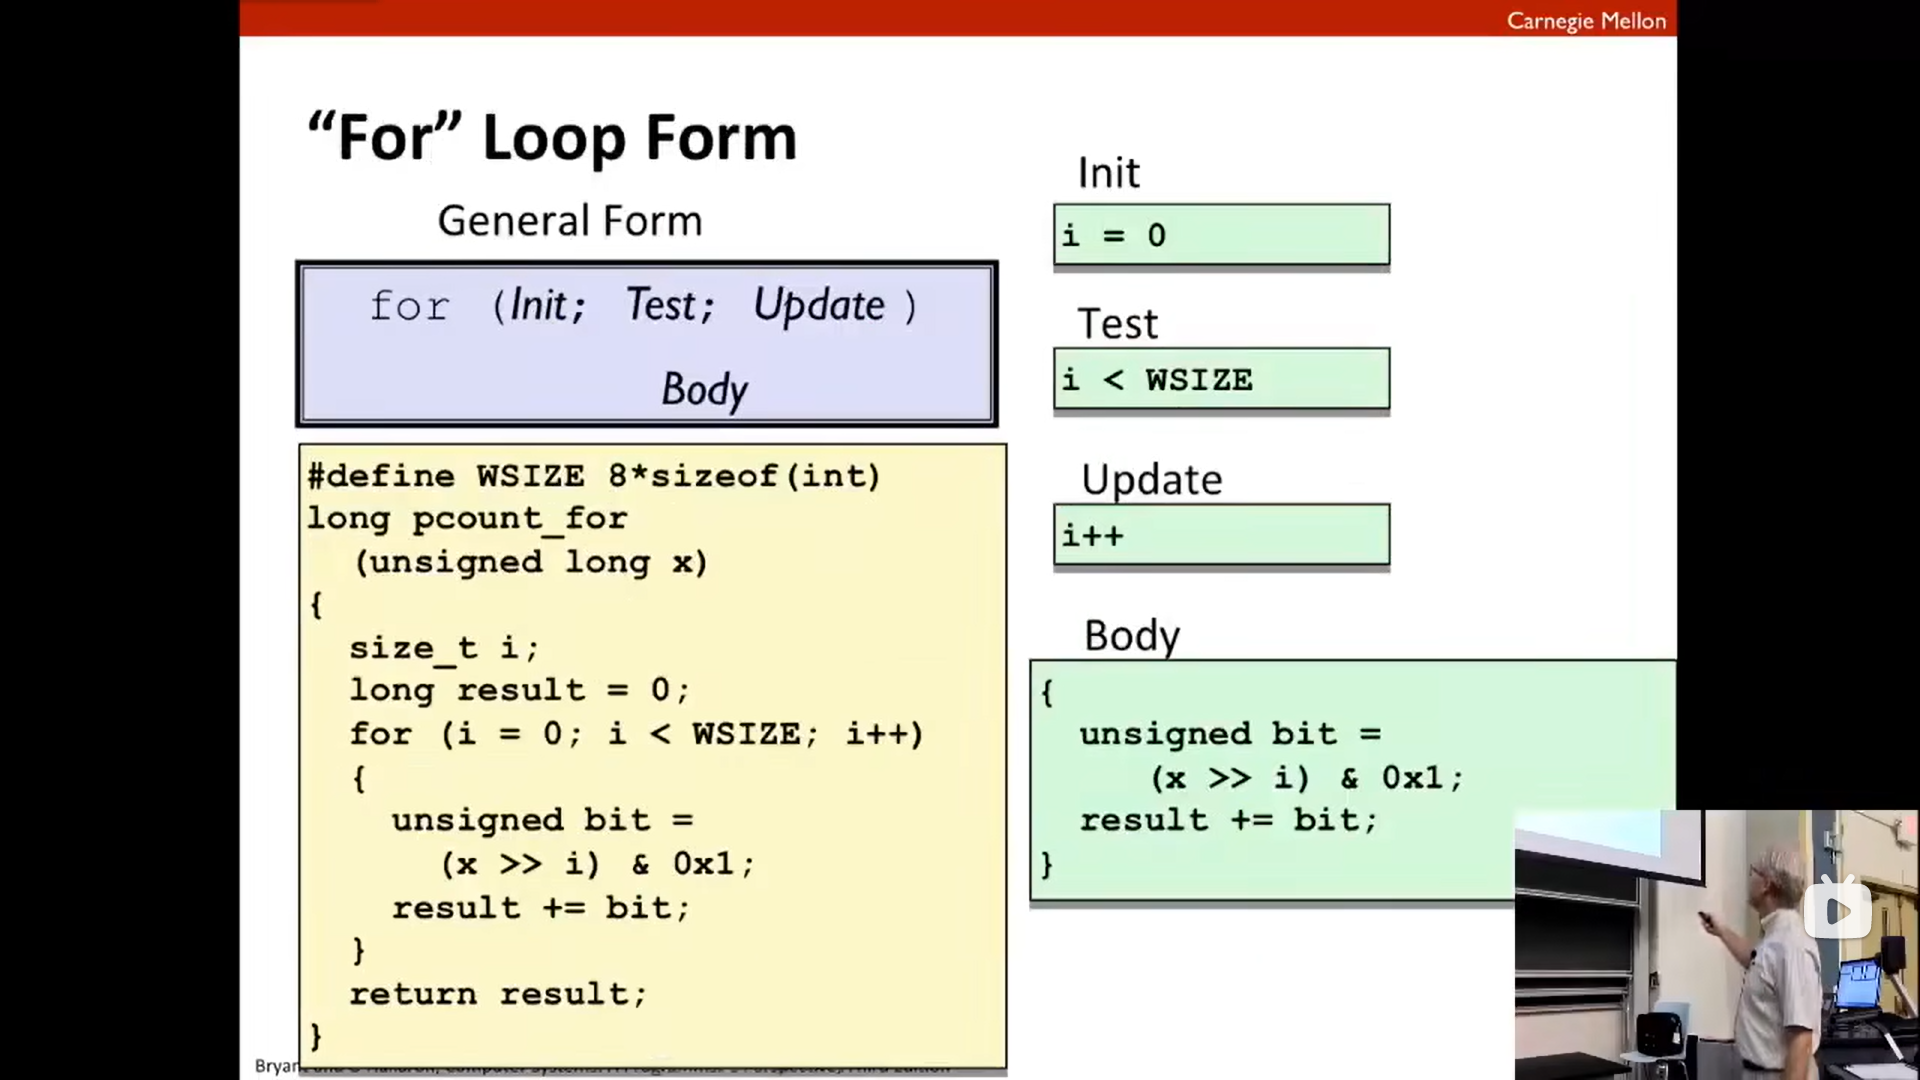 Carnegie Mellon
“For” Loop Form
General Form
for (Init; Test; Update )
Body
#define WSIZE 8*sizeof(int)
long pcount_for
(unsigned long x)
{
size_t i;
long result = 0;
for (i = 0; i < WSIZE; i++)
{
unsigned bit =
(x >> i) & 0x1;
result += bit;
}
return result;
}
Init
i = 0
Test
i < WSIZE
Update
i++
Body
{
unsigned bit =
(x >> i) & 0x1;
result += bit;
}